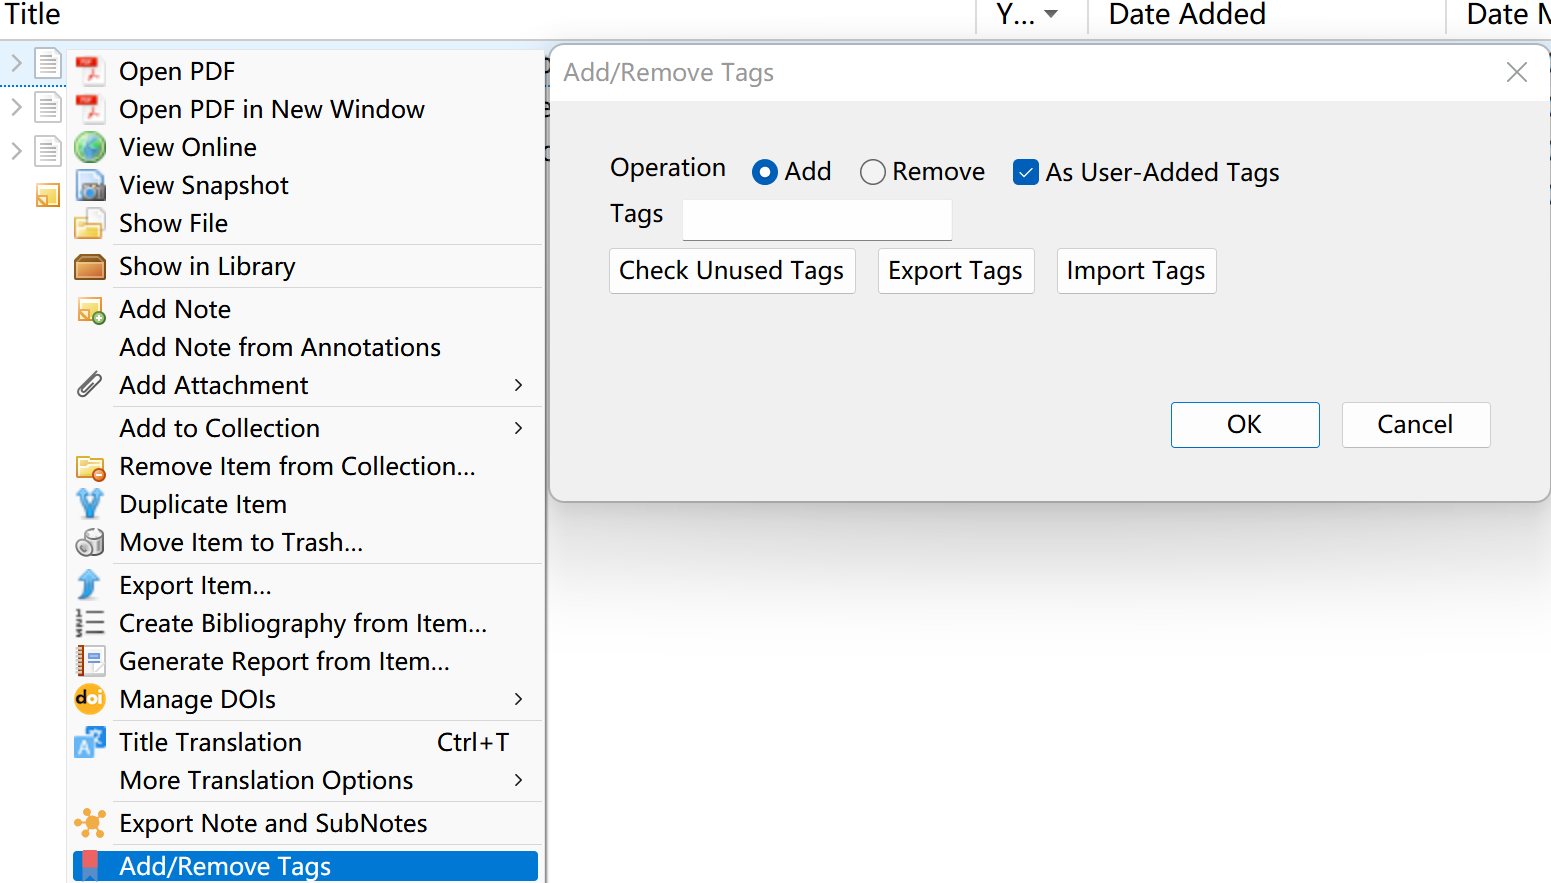 Title Y... Date Added Date M
Open PDF
Open PDF in New Window
View Online
View Snapshot
Show File
Show in Library
Add Note
Add Note from Annotations
Add Attachment
Add to Collection
Remove Item from Collection...
Duplicate Item
Move Item to Trash...
Export Item...
Create Bibliography from Item...
Generate Report from Item...
doi Manage DOIs
Title Translation Ctrl+T
More Translation Options
Export Note and SubNotes
Add/Remove Tags
Add/Remove Tags
Operation Add Remove As User-Added Tags
Tags
Check Unused Tags Export Tags Import Tags
OK Cancel